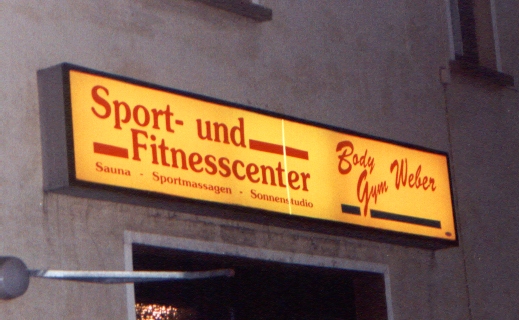 Sport- und
Fitnesscenter
Sauna - Sportmassagen - Sonnenstudio
Body
Gym Weber